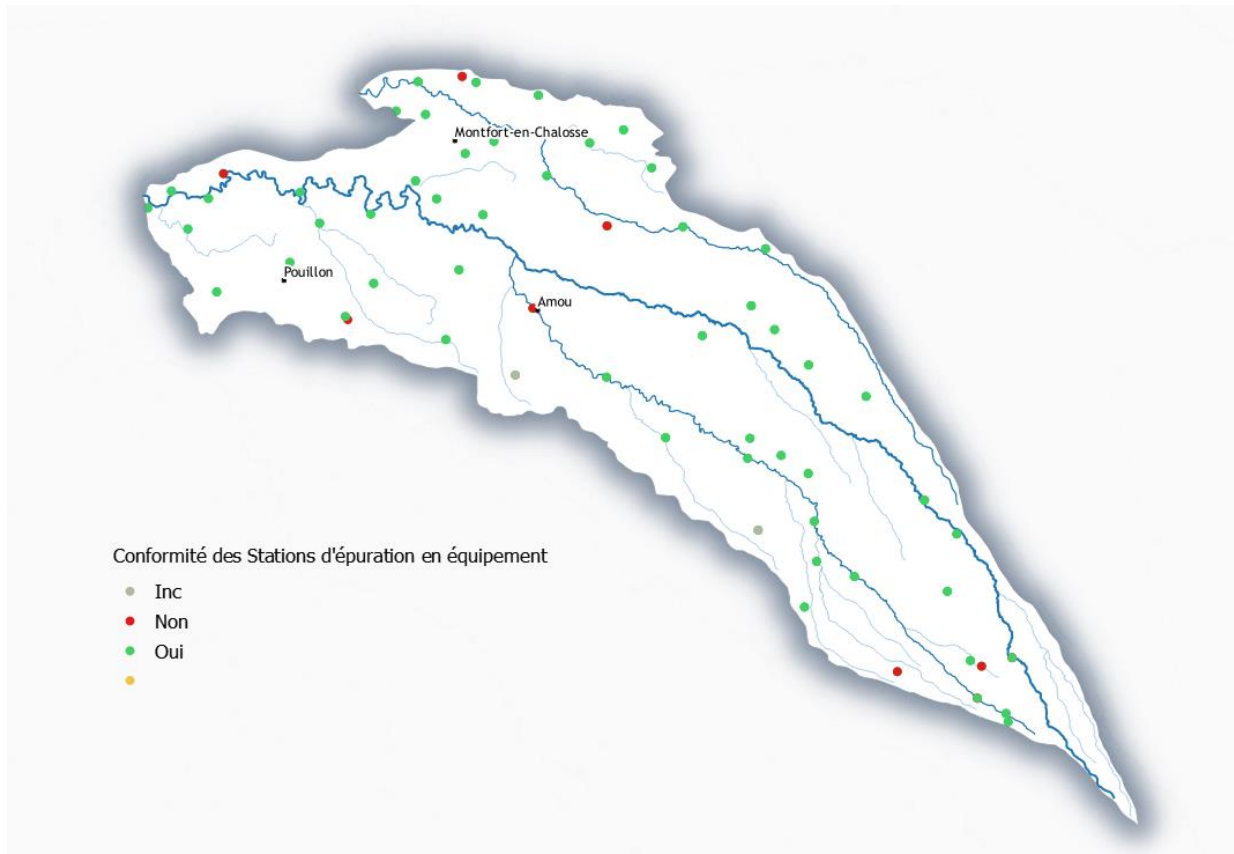 Montfort-en-Chalosse
Pouillon
Amou
Conformité des Stations d'épuration en équipement
Inc
Non
Oui